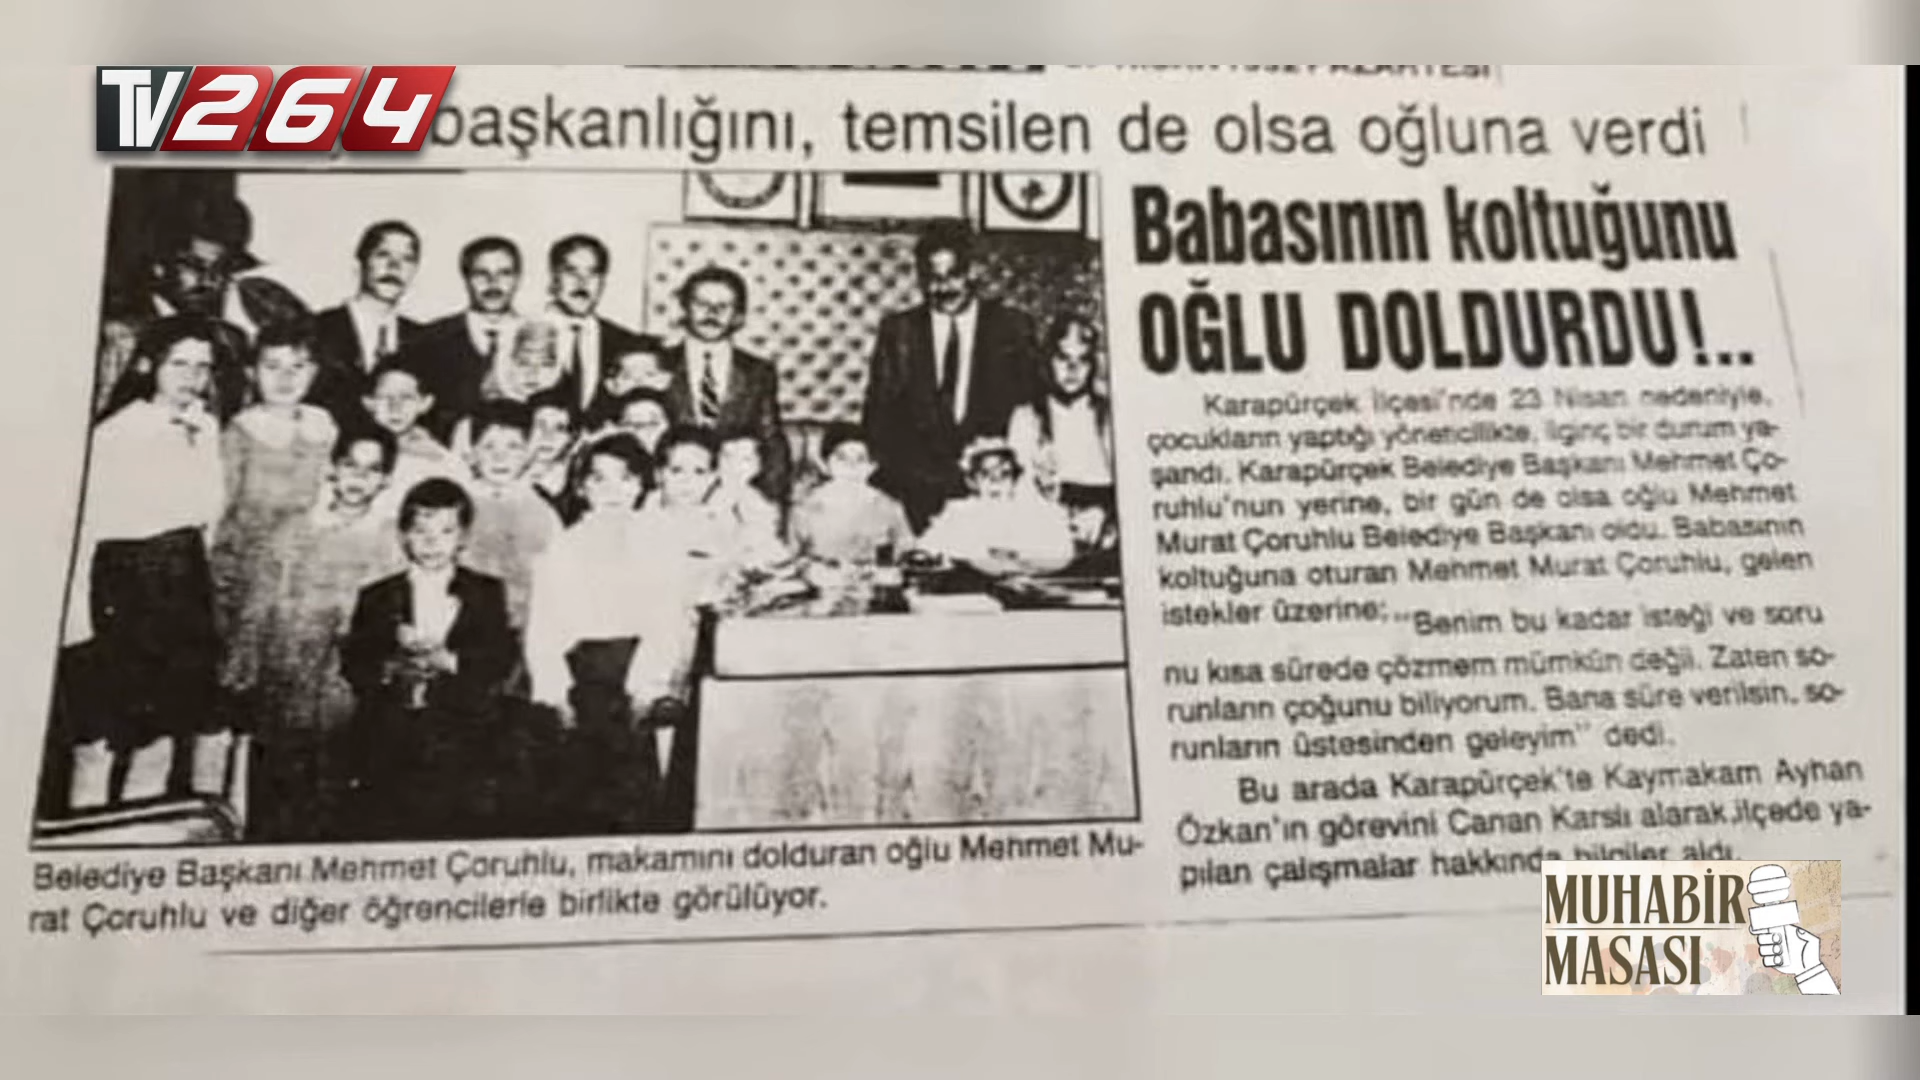 TV264
başkanlığını, temsilen de olsa oğluna verdi
Babasının koltuğunu
OĞLU DOLDURDU!..
Karapürçek İlçesi'nde 23 Nisan nedeniyle,
çocukların yaptığı yöneticilikte, ilginç bir durum ya-
şandı. Karapürçek Belediye Başkanı Mehmet Ço-
ruhlu'nun yerine, bir gün de olsa oğlu Mehmet
Murat Çoruhlu Belediye Başkanı oldu. Babasının
koltuğuna oturan Mehmet Murat Çoruhlu, gelen
istekler üzerine; "Benim bu kadar isteği ve soru
nu kısa sürede çözmem mümkün değil. Zaten so-
runların çoğunu biliyorum. Bana süre verilsin, so-
runların üstesinden geleyim" dedi.
Bu arada Karapürçek'te Kaymakam Ayhan
Özkan'ın görevini Canan Karslı alarak, ilçede ya-
pılan çalışmalar hakkında bilgiler aldı.
Belediye Başkanı Mehmet Çoruhlu, makamını dolduran oğlu Mehmet Mu-
rat Çoruhlu ve diğer öğrencilerle birlikte görülüyor.
MUHABİR
MASASI